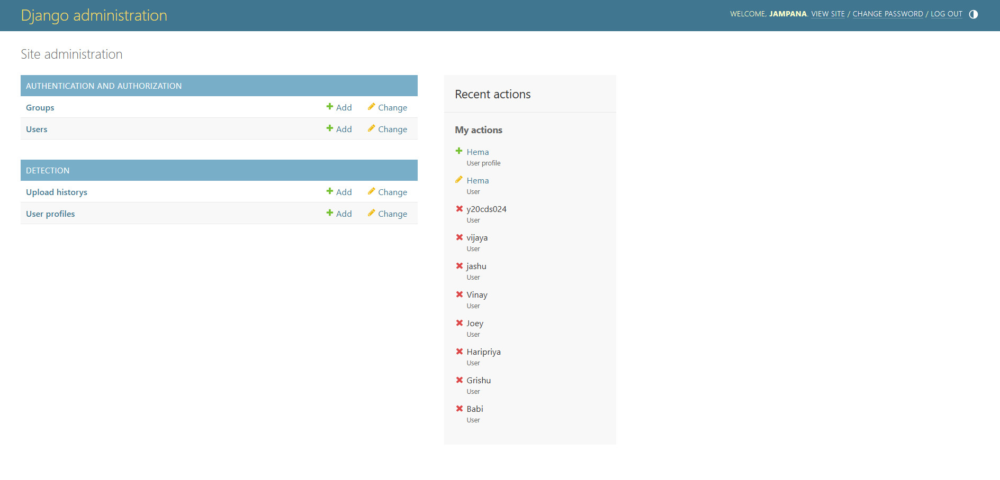 Django administration
WELCOME, JAMPANA. VIEW SITE / CHANGE PASSWORD / LOG OUT
Site administration
AUTHENTICATION AND AUTHORIZATION
Groups Add Change
Users Add Change
DETECTION
Upload historys Add Change
User profiles Add Change
Recent actions
My actions
Hema
User profile
Hema
User
y20cds024
User
vijaya
User
jashu
User
Vinay
User
Joey
User
Haripriya
User
Grishu
User
Babi
User